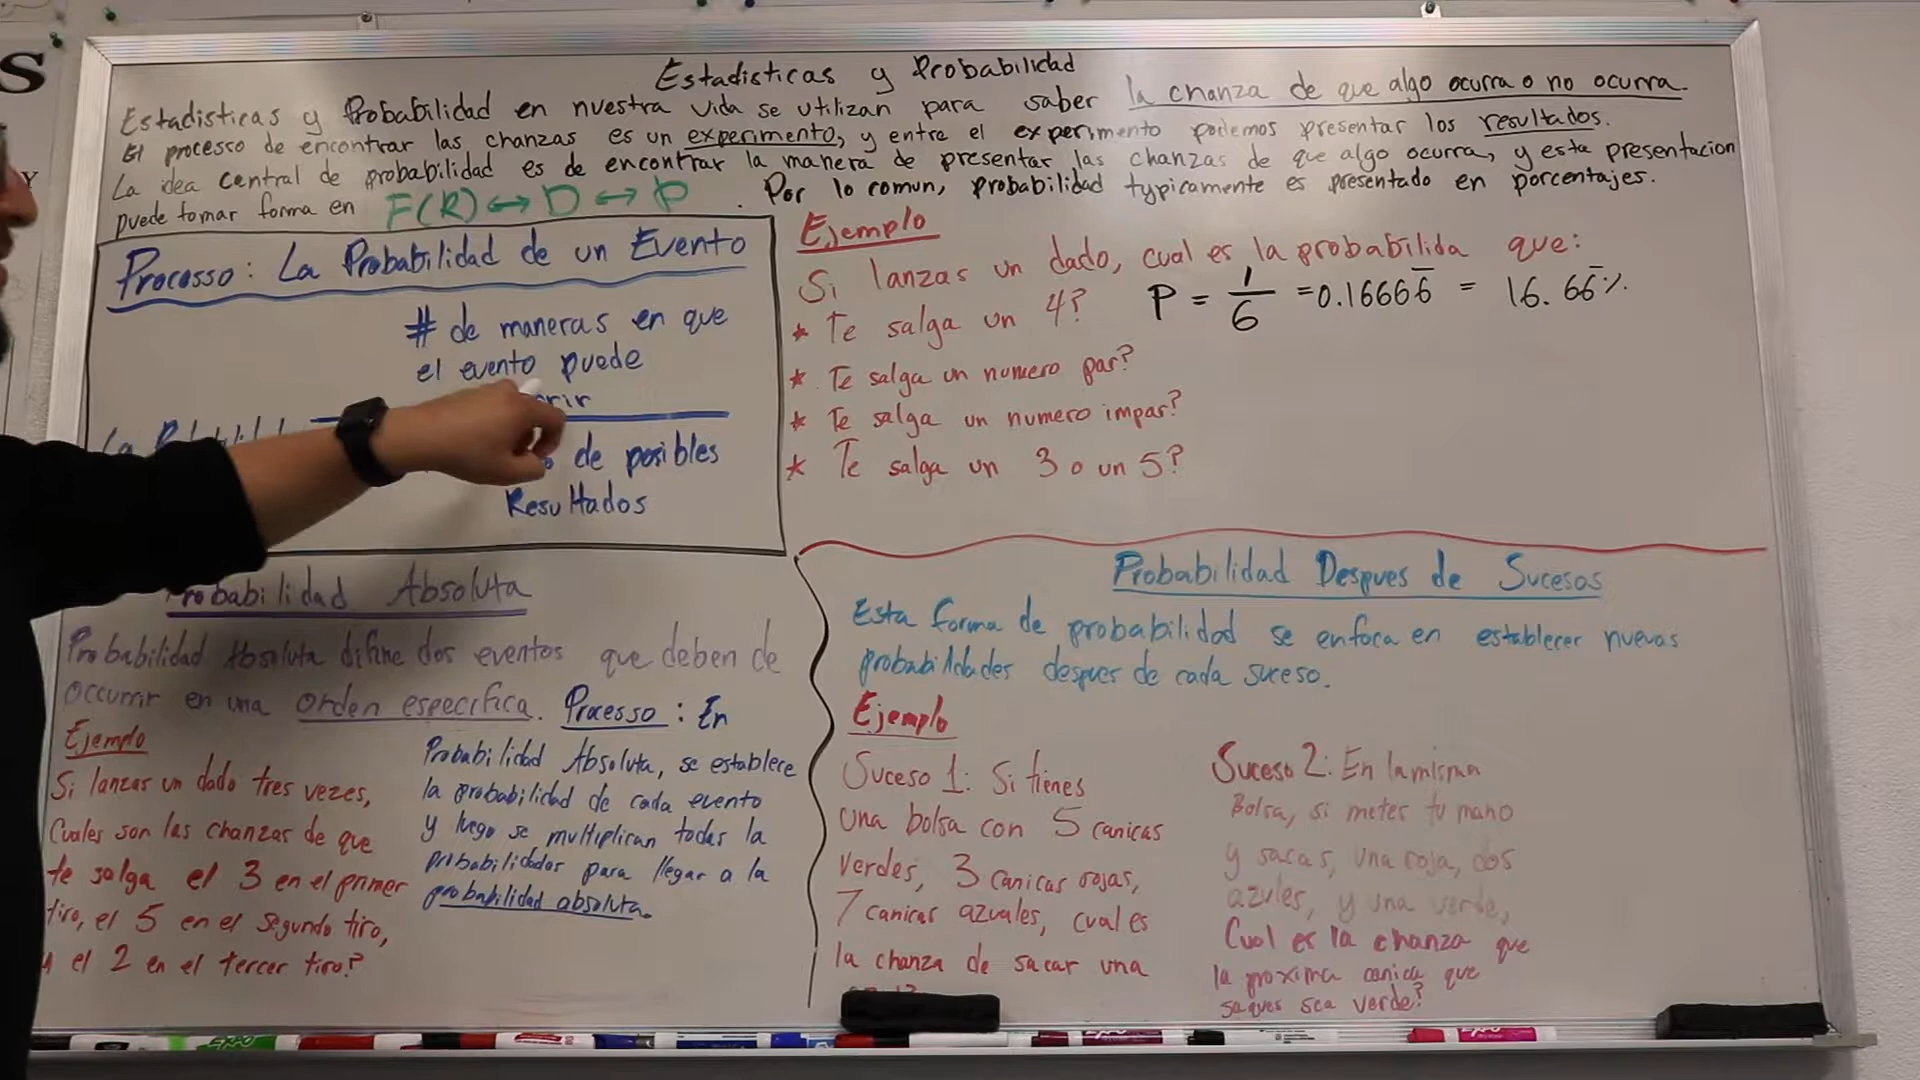 Estadisticas y Probabilidad
Estadisticas y Probabilidad en nuestra vida se utilizan para saber la chanza de que algo ocurra o no ocurra.
El processo de encontrar las chanzas es un experimento, y entre el experimento podemos presentar los resultados.
La idea central de probabilidad es de encontrar la manera de presentar las chanzas de que algo ocurra, y esta presentacion
puede tomar forma en F(R) ↔ D ↔ p . Por lo comun, probabilidad typicamente es presentado en porcentajes.
Processo: La Probabilidad de un Evento
# de maneras en que
el evento puede
La
de posibles
Resultados
Ejemplo
Si lanzas un dado, cual es la probabilida que:
* Te salga un 4? P = 1/6 = 0.16666̅ = 16.66̅%
* Te salga un numero par?
* Te salga un numero impar?
* Te salga un 3 o un 5?
Probabilidad Absoluta
Probabilidad Absoluta difine dos eventos que deben de
occurrir en una orden especifica. Processo: En
Probabilidad Absoluta, se establece
la probabilidad de cada evento
y luego se multiplican todas la
probabilidades para llegar a la
probabilidad absoluta.
Ejemplo
Si lanzas un dado tres vezes,
Cuales son las chanzas de que
te salga el 3 en el primer
tiro, el 5 en el segundo tiro,
y el 2 en el tercer tiro?
Probabilidad Despues de Sucesos
Esta forma de probabilidad se enfoca en establecer nuevas
probabilidades despues de cada suceso.
Ejemplo
Suceso 1: Si tienes
una bolsa con 5 canicas
verdes, 3 canicas rojas,
7 canicas azuales, cual es
la chanza de sacar una
Suceso 2: En la misma
Bolsa, si metes tu mano
y sacas, una roja, dos
azules, y una verde,
Cual es la chanza que
la proxima canica que
saques sea verde?
EXPO